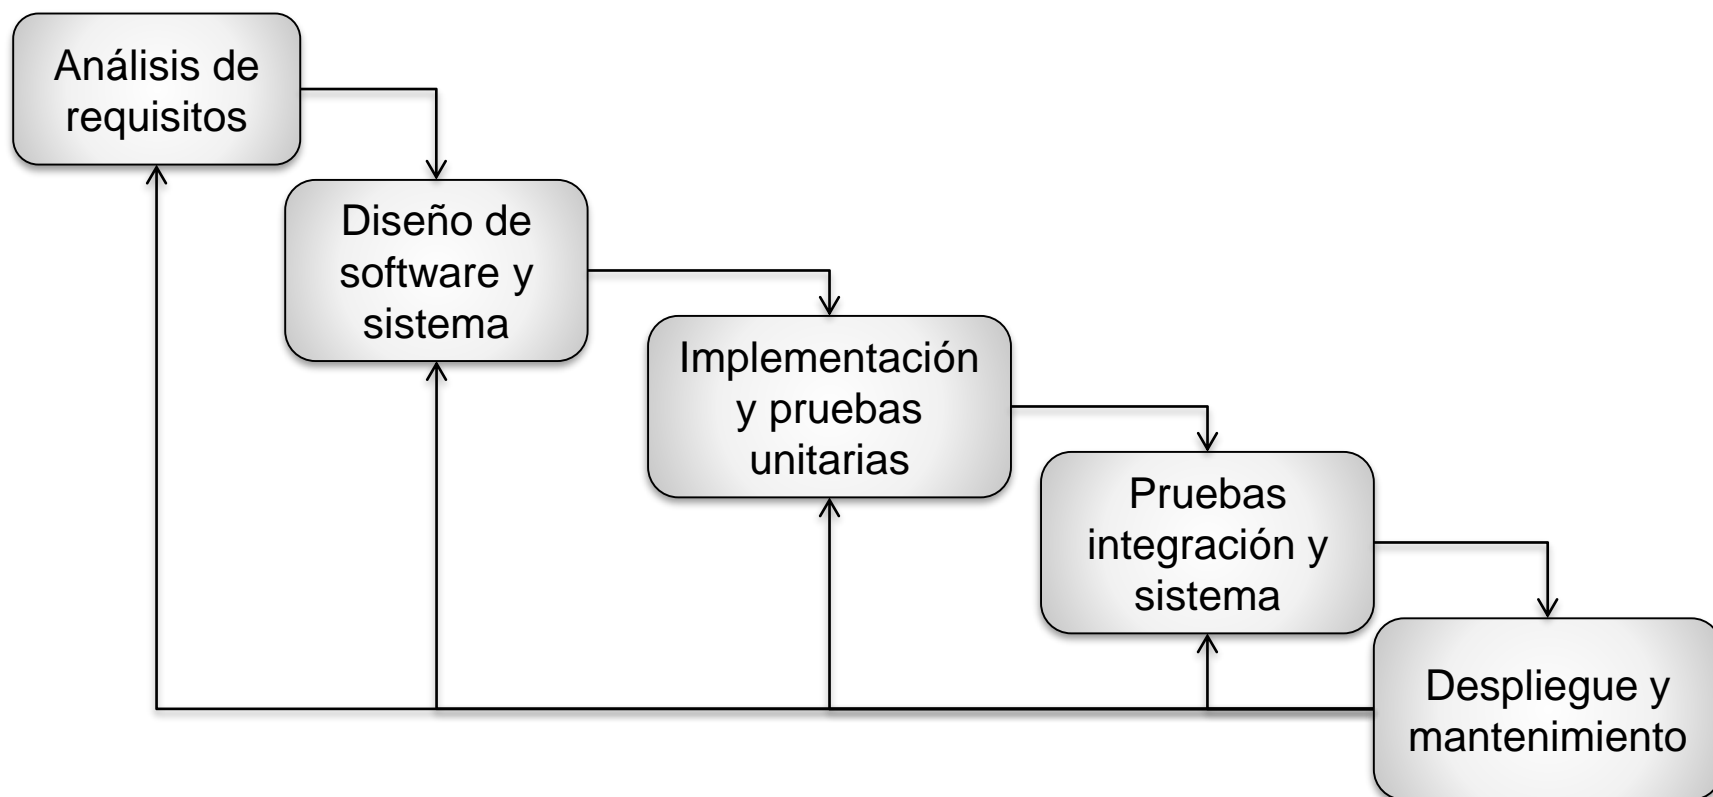 Análisis de
requisitos
Diseño de
software y
sistema
Implementación
y pruebas
unitarias
Pruebas
integración y
sistema
Despliegue y
mantenimiento